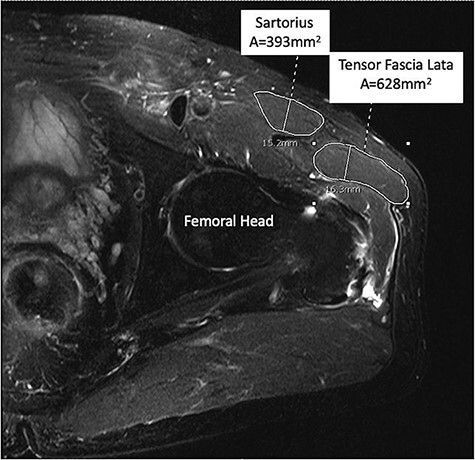 Sartorius
A=393mm²
Tensor Fascia Lata
A=628mm²
15.2mm
16.3mm
Femoral Head